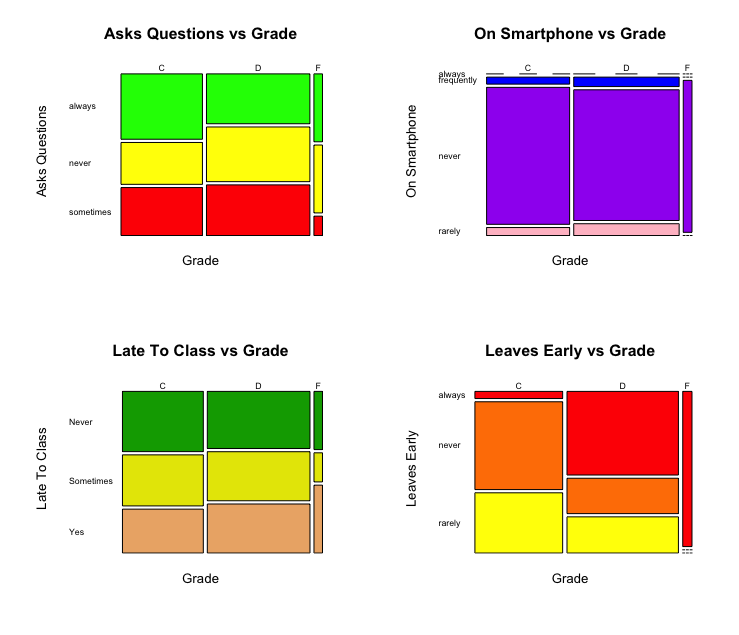 Asks Questions vs Grade
C D F
always
never
sometimes
Asks Questions
Grade
On Smartphone vs Grade
C D F
always
frequently
never
rarely
On Smartphone
Grade
Late To Class vs Grade
C D F
Never
Sometimes
Yes
Late To Class
Grade
Leaves Early vs Grade
C D F
always
never
rarely
Leaves Early
Grade